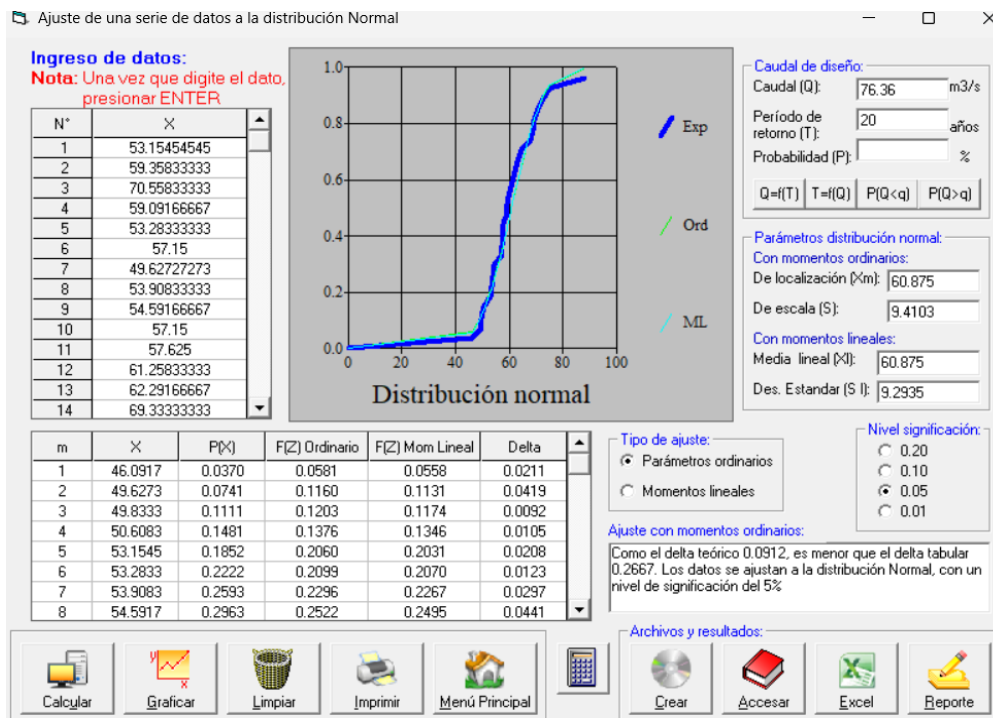 Ajuste de una serie de datos a la distribución Normal
Ingreso de datos:
Nota: Una vez que digite el dato,
presionar ENTER
N° X
1 53.15454545
2 59.35833333
3 70.55833333
4 59.09166667
5 53.28333333
6 57.15
7 49.62727273
8 53.90833333
9 54.59166667
10 57.15
11 57.625
12 61.25833333
13 62.29166667
14 69.33333333
1.0
0.8
0.6
0.4
0.2
0.0
0 20 40 60 80 100
Distribución normal
Exp
Ord
ML
Caudal de diseño:
Caudal (Q): 76.36 m3/s
Período de
retorno (T): 20 años
Probabilidad (P): %
Q=f(T) T=f(Q) P(Q<q) P(Q>q)
Parámetros distribución normal:
Con momentos ordinarios:
De localización (Xm): 60.875
De escala (S): 9.4103
Con momentos lineales:
Media lineal (Xl): 60.875
Des. Estandar (S l): 9.2935
m X P(X) F(Z) Ordinario F(Z) Mom Lineal Delta
1 46.0917 0.0370 0.0581 0.0558 0.0211
2 49.6273 0.0741 0.1160 0.1131 0.0419
3 49.8333 0.1111 0.1203 0.1174 0.0092
4 50.6083 0.1481 0.1376 0.1346 0.0105
5 53.1545 0.1852 0.2060 0.2031 0.0208
6 53.2833 0.2222 0.2099 0.2070 0.0123
7 53.9083 0.2593 0.2296 0.2267 0.0297
8 54.5917 0.2963 0.2522 0.2495 0.0441
Tipo de ajuste:
Parámetros ordinarios
Momentos lineales
Nivel significación:
0.20
0.10
0.05
0.01
Ajuste con momentos ordinarios:
Como el delta teórico 0.0912, es menor que el delta tabular
0.2667. Los datos se ajustan a la distribución Normal, con un
nivel de significación del 5%
Archivos y resultados:
Calcular Graficar Limpiar Imprimir Menú Principal Crear Accesar Excel Reporte